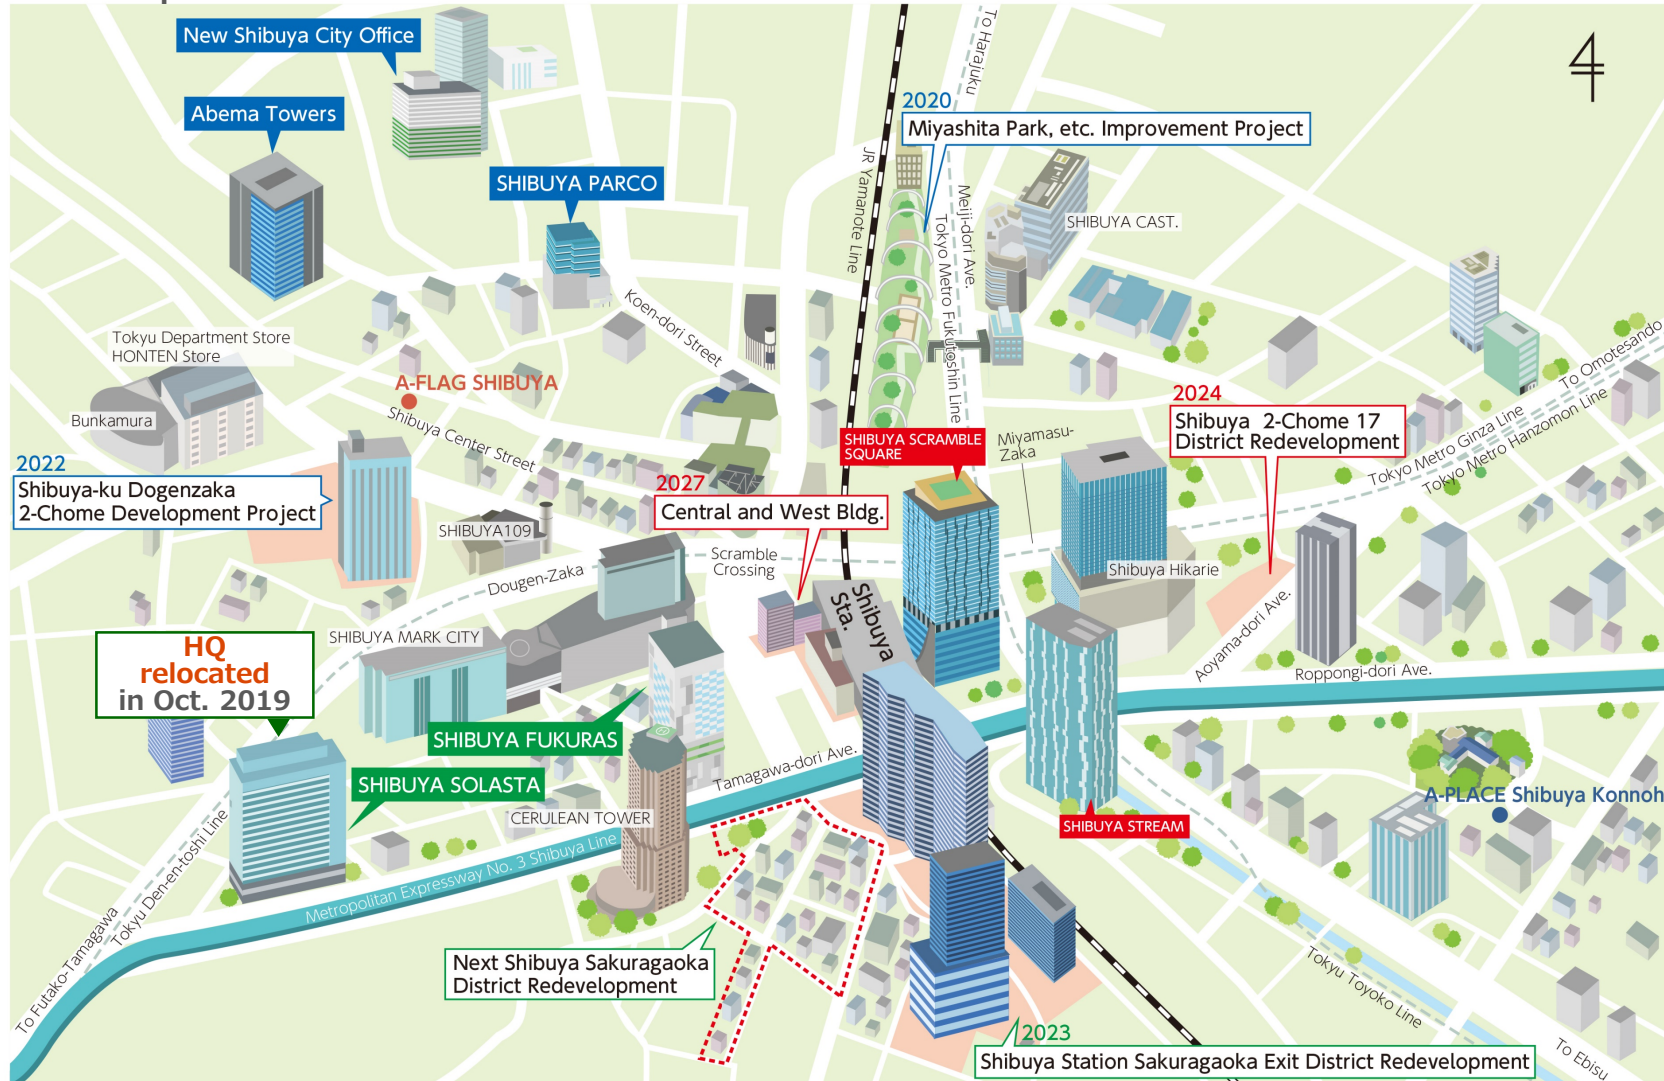 New Shibuya City Office
Abema Towers
SHIBUYA PARCO
2020
Miyashita Park, etc. Improvement Project
To Harajuku
JR Yamanote Line
Meiji-dori Ave.
Tokyo Metro Fukutoshin Line
SHIBUYA CAST.
Koen-dori Street
Tokyu Department Store
HONTEN Store
Bunkamura
A-FLAG SHIBUYA
Shibuya Center Street
2022
Shibuya-ku Dogenzaka
2-Chome Development Project
SHIBUYA109
2027
Central and West Bldg.
SHIBUYA SCRAMBLE
SQUARE
Miyamasu-
Zaka
2024
Shibuya 2-Chome 17
District Redevelopment
To Omotesando
Tokyo Metro Ginza Line
Tokyo Metro Hanzomon Line
Scramble
Crossing
Dougen-Zaka
Shibuya
Sta.
Shibuya Hikarie
Aoyama-dori Ave.
Roppongi-dori Ave.
SHIBUYA MARK CITY
HQ
relocated
in Oct. 2019
SHIBUYA FUKURAS
SHIBUYA SOLASTA
Tamagawa-dori Ave.
CERULEAN TOWER
Metropolitan Expressway No. 3 Shibuya Line
Tokyu Den-en-toshi Line
To Futako-Tamagawa
SHIBUYA STREAM
A-PLACE Shibuya Konnoh
Next Shibuya Sakuragaoka
District Redevelopment
Tokyu Toyoko Line
To Ebisu
2023
Shibuya Station Sakuragaoka Exit District Redevelopment